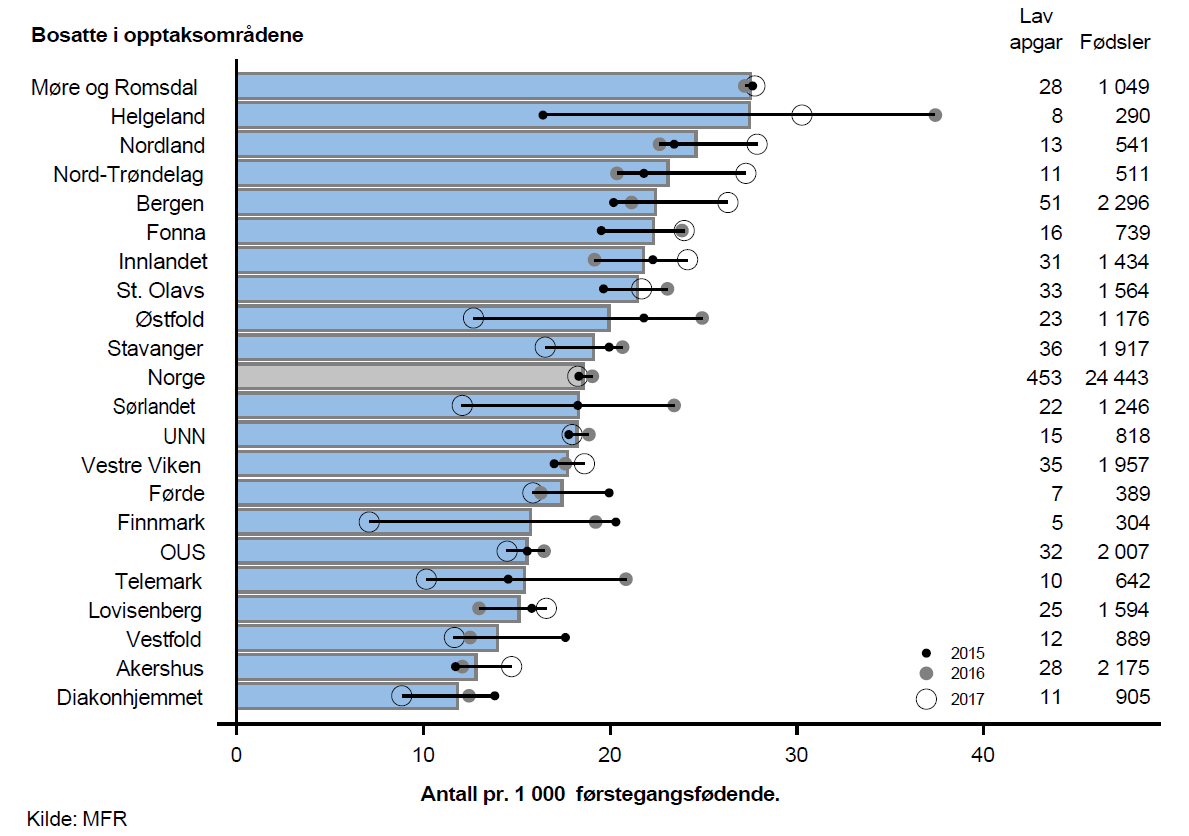 Bosatte i opptaksområdene
Lav
apgar Fødsler
Møre og Romsdal 28 1 049
Helgeland 8 290
Nordland 13 541
Nord-Trøndelag 11 511
Bergen 51 2 296
Fonna 16 739
Innlandet 31 1 434
St. Olavs 33 1 564
Østfold 23 1 176
Stavanger 36 1 917
Norge 453 24 443
Sørlandet 22 1 246
UNN 15 818
Vestre Viken 35 1 957
Førde 7 389
Finnmark 5 304
OUS 32 2 007
Telemark 10 642
Lovisenberg 25 1 594
Vestfold 12 889
Akershus 28 2 175
Diakonhjemmet 11 905
2015
2016
2017
0 10 20 30 40
Antall pr. 1 000 førstegangsfødende.
Kilde: MFR